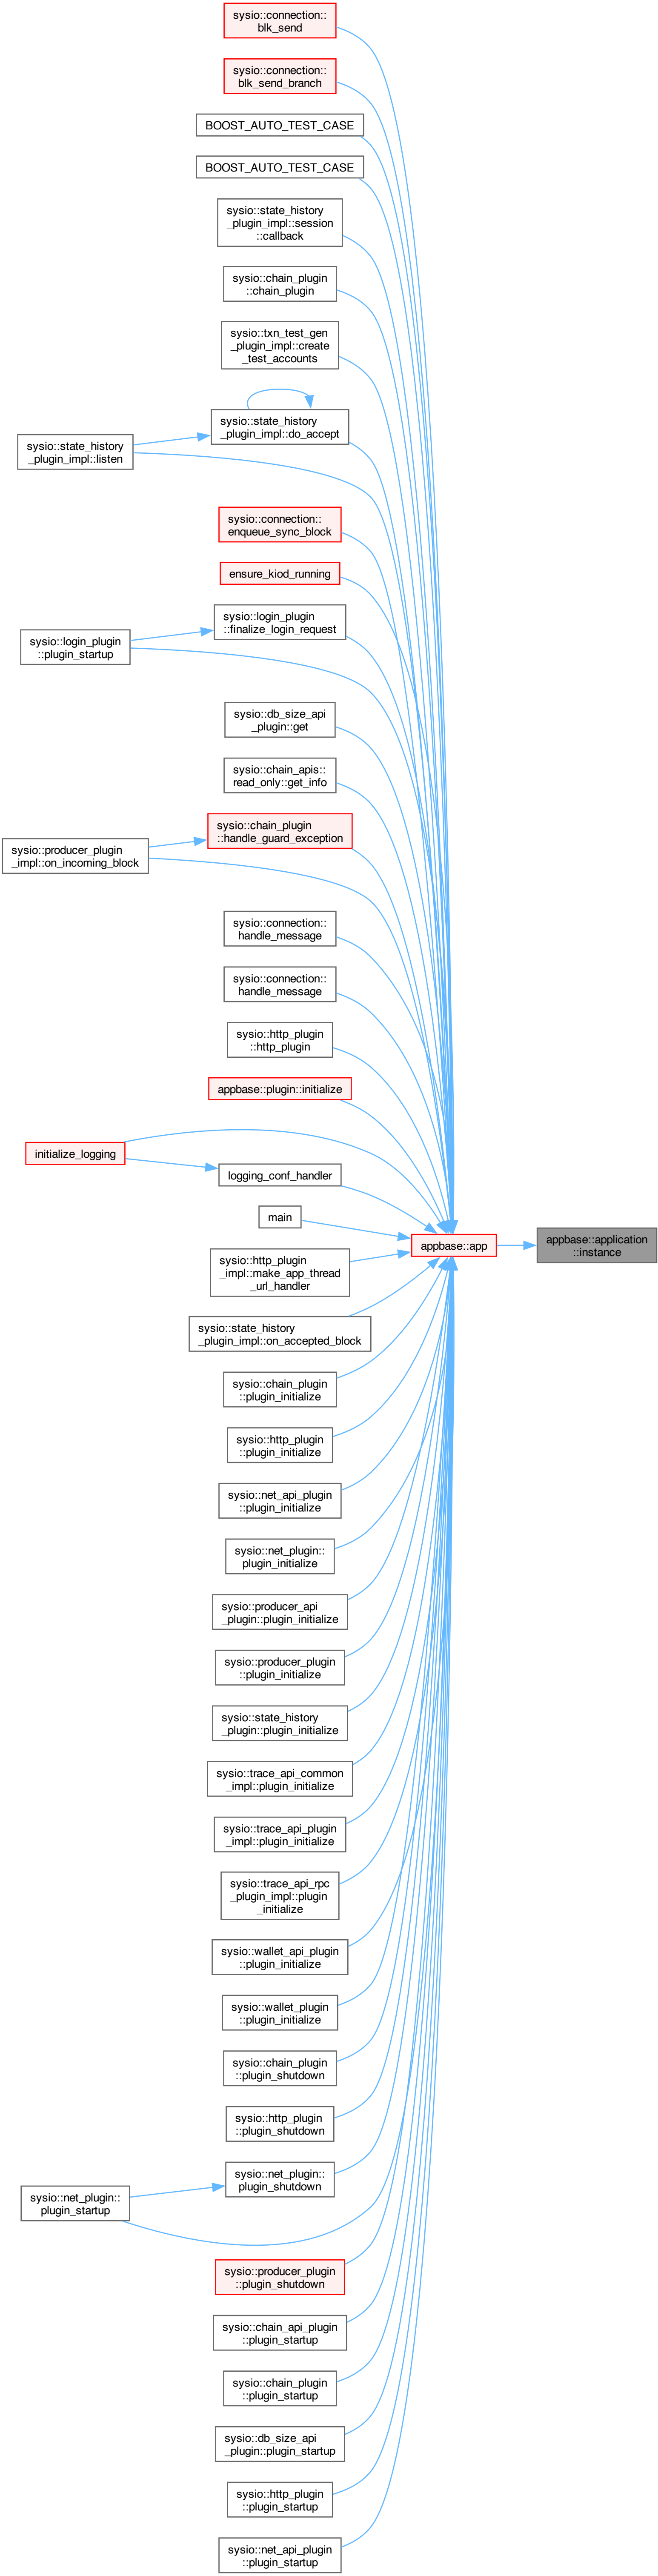 sysio::connection::
blk_send
sysio::connection::
blk_send_branch
BOOST_AUTO_TEST_CASE
BOOST_AUTO_TEST_CASE
sysio::state_history
_plugin_impl::session
::callback
sysio::chain_plugin
::chain_plugin
sysio::txn_test_gen
_plugin_impl::create
_test_accounts
sysio::state_history
_plugin_impl::do_accept
sysio::state_history
_plugin_impl::listen
sysio::connection::
enqueue_sync_block
ensure_kiod_running
sysio::login_plugin
::finalize_login_request
sysio::login_plugin
::plugin_startup
sysio::db_size_api
_plugin::get
sysio::chain_apis::
read_only::get_info
sysio::chain_plugin
::handle_guard_exception
sysio::producer_plugin
_impl::on_incoming_block
sysio::connection::
handle_message
sysio::connection::
handle_message
sysio::http_plugin
::http_plugin
appbase::plugin::initialize
initialize_logging
logging_conf_handler
main
appbase::app
appbase::application
::instance
sysio::http_plugin
_impl::make_app_thread
_url_handler
sysio::state_history
_plugin_impl::on_accepted_block
sysio::chain_plugin
::plugin_initialize
sysio::http_plugin
::plugin_initialize
sysio::net_api_plugin
::plugin_initialize
sysio::net_plugin::
plugin_initialize
sysio::producer_api
_plugin::plugin_initialize
sysio::producer_plugin
::plugin_initialize
sysio::state_history
_plugin::plugin_initialize
sysio::trace_api_common
_impl::plugin_initialize
sysio::trace_api_plugin
_impl::plugin_initialize
sysio::trace_api_rpc
_plugin_impl::plugin
_initialize
sysio::wallet_api_plugin
::plugin_initialize
sysio::wallet_plugin
::plugin_initialize
sysio::chain_plugin
::plugin_shutdown
sysio::http_plugin
::plugin_shutdown
sysio::net_plugin::
plugin_shutdown
sysio::net_plugin::
plugin_startup
sysio::producer_plugin
::plugin_shutdown
sysio::chain_api_plugin
::plugin_startup
sysio::chain_plugin
::plugin_startup
sysio::db_size_api
_plugin::plugin_startup
sysio::http_plugin
::plugin_startup
sysio::net_api_plugin
::plugin_startup